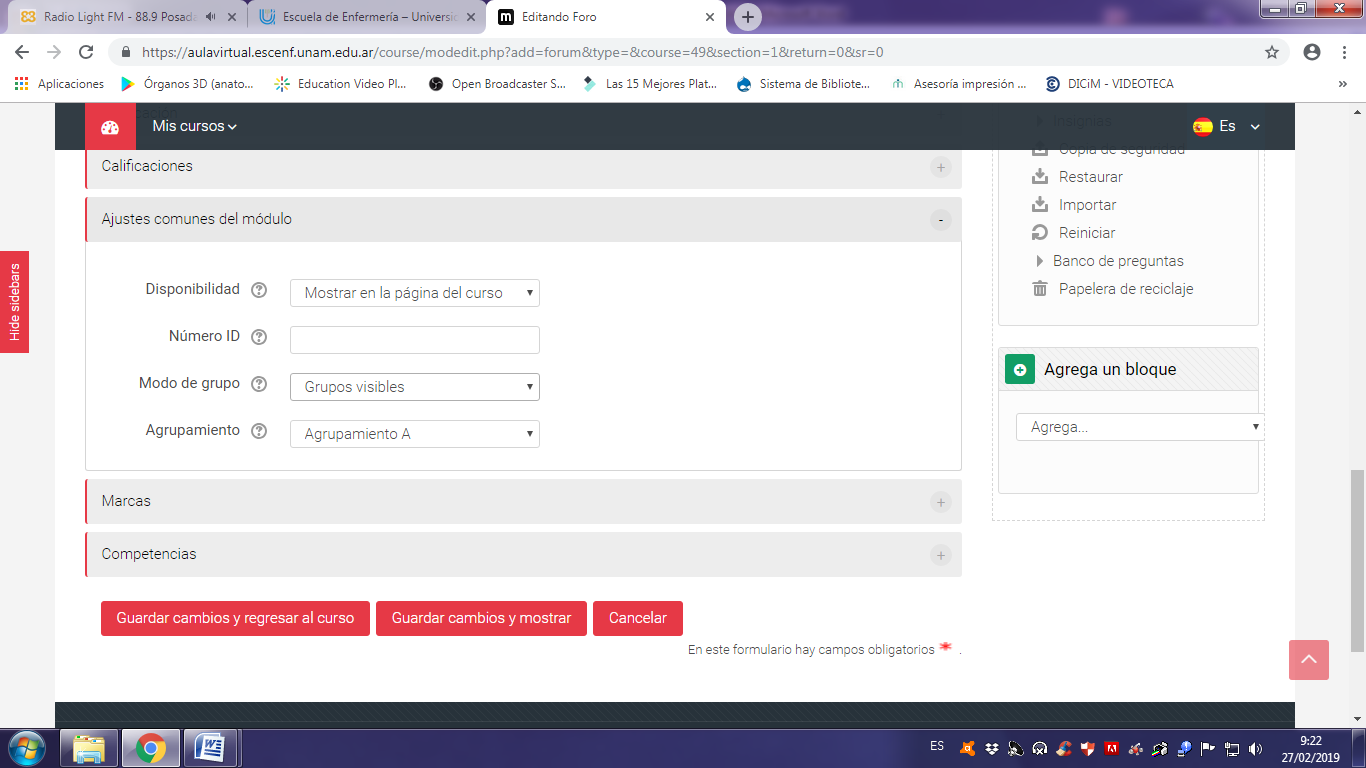 Radio Light FM - 88.9 Posada
Escuela de Enfermería – Universi
Editando Foro
https://aulavirtual.escenf.unam.edu.ar/course/modedit.php?add=forum&type=&course=49&section=1&return=0&sr=0
Aplicaciones
Órganos 3D (anato...
Education Video Pl...
Open Broadcaster S...
Las 15 Mejores Plat...
Sistema de Bibliote...
Asesoría impresión ...
DICiM - VIDEOTECA
»
Mis cursos
Es
Insignias
Copia de seguridad
Calificaciones
+
Restaurar
Importar
Reiniciar
Banco de preguntas
Papelera de reciclaje
Ajustes comunes del módulo
-
Hide sidebars
Disponibilidad
Mostrar en la página del curso
Número ID
Modo de grupo
Grupos visibles
Agrupamiento
Agrupamiento A
Agrega un bloque
Agrega...
Marcas
+
Competencias
+
Guardar cambios y regresar al curso
Guardar cambios y mostrar
Cancelar
En este formulario hay campos obligatorios * .
ES
9:22
27/02/2019